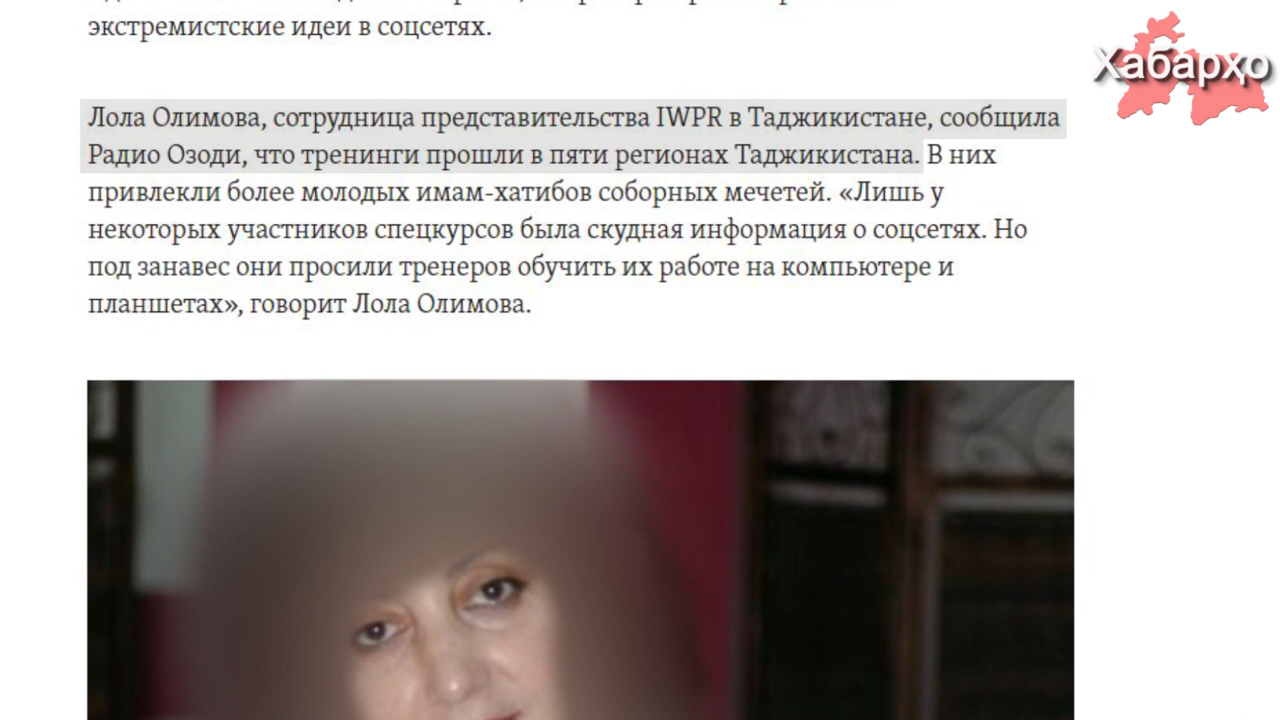 экстремистские идеи в соцсетях.
Хабарҳо
Лола Олимова, сотрудница представительства IWPR в Таджикистане, сообщила
Радио Озоди, что тренинги прошли в пяти регионах Таджикистана. В них
привлекли более молодых имам-хатибов соборных мечетей. «Лишь у
некоторых участников спецкурсов была скудная информация о соцсетях. Но
под занавес они просили тренеров обучить их работе на компьютере и
планшетах», говорит Лола Олимова.